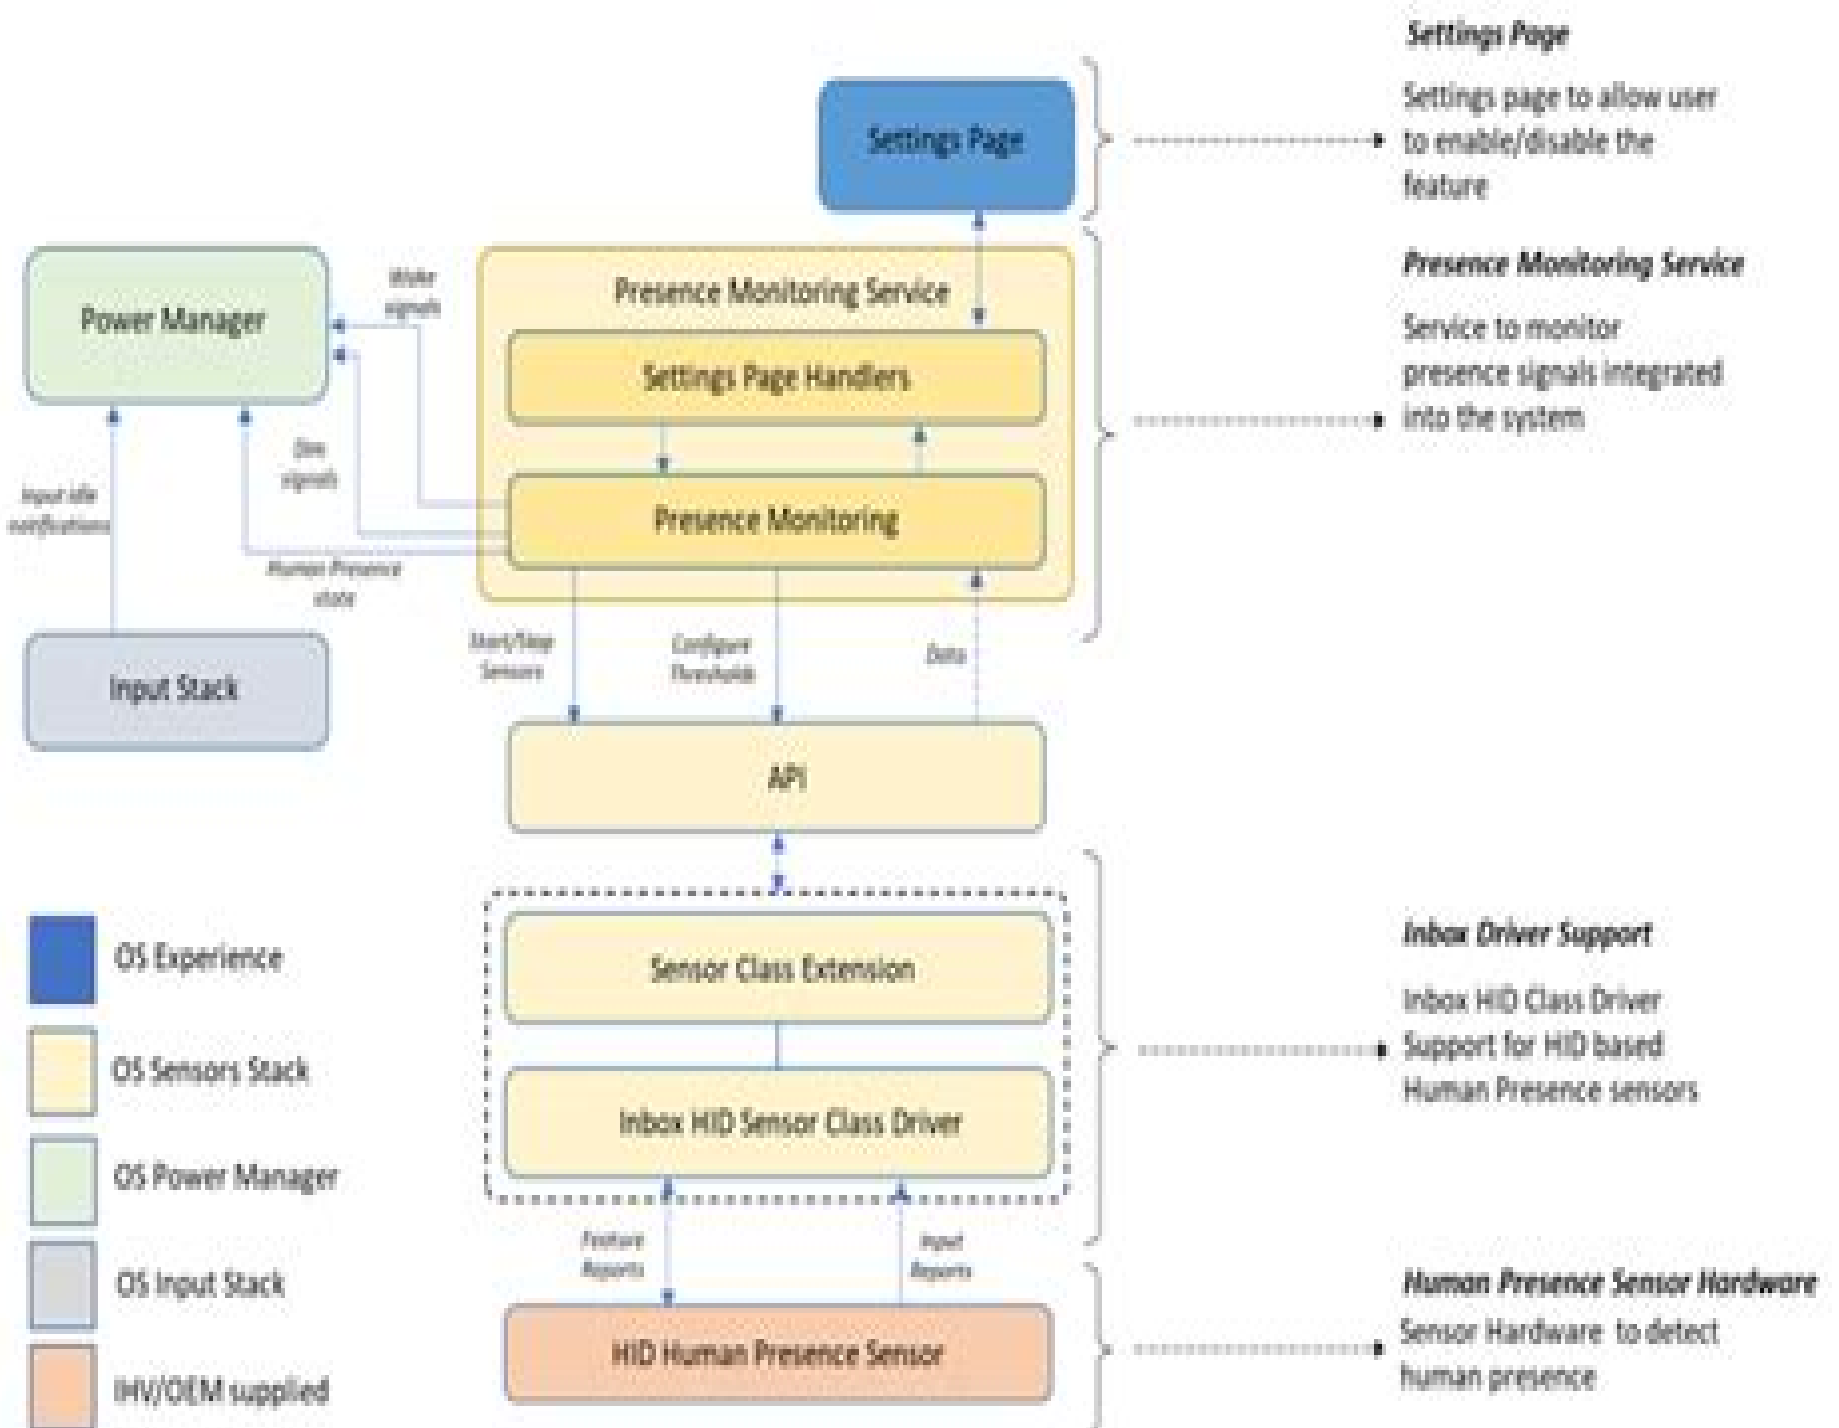 Settings Page
Settings page to allow user
to enable/disable the
feature
Settings Page
Presence Monitoring Service
Service to monitor
presence signals integrated
into the system
Power Manager
Wake
signals
Presence Monitoring Service
Settings Page Handlers
Dim
signals
Input idle
notifications
Presence Monitoring
Human Presence
state
Input Stack
Start/Stop
Sensors
Configure
Thresholds
Data
API
OS Experience
OS Sensors Stack
OS Power Manager
OS Input Stack
IHV/OEM supplied
Sensor Class Extension
Inbox HID Sensor Class Driver
Inbox Driver Support
Inbox HID Class Driver
Support for HID based
Human Presence sensors
Feature
Reports
Input
Reports
HID Human Presence Sensor
Human Presence Sensor Hardware
Sensor Hardware to detect
human presence